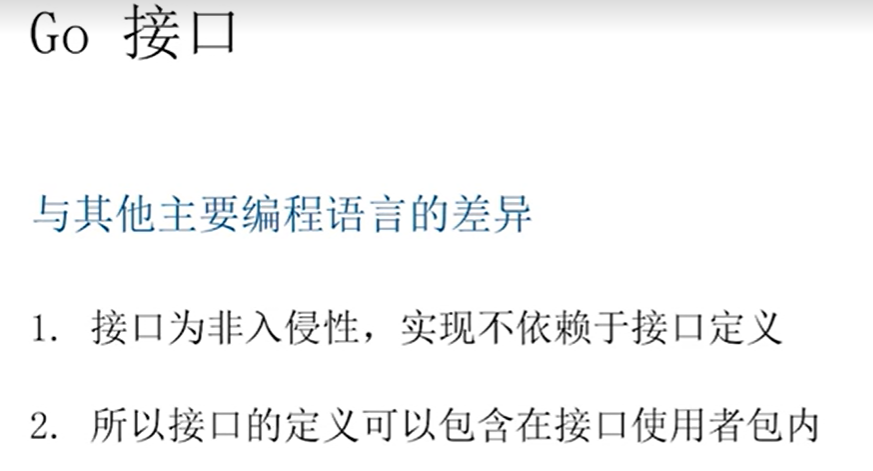 Go 接口
与其他主要编程语言的差异
1. 接口为非入侵性，实现不依赖于接口定义
2. 所以接口的定义可以包含在接口使用者包内